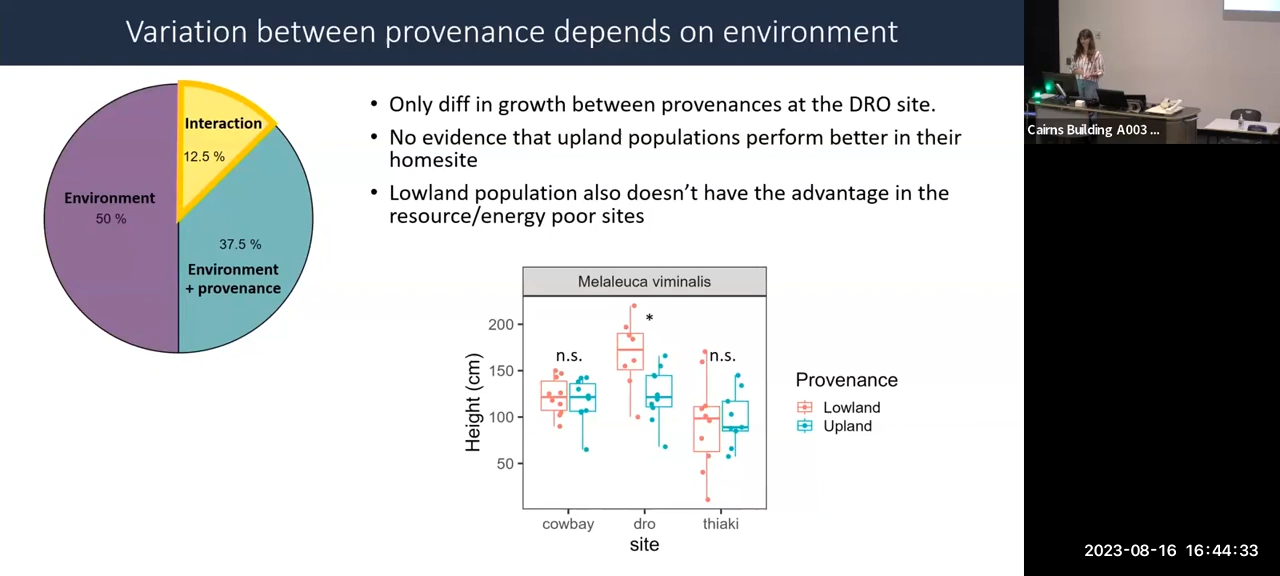 Variation between provenance depends on environment
Interaction
12.5 %
Environment
50 %
37.5 %
Environment
+ provenance
• Only diff in growth between provenances at the DRO site.
• No evidence that upland populations perform better in their
homesite
• Lowland population also doesn’t have the advantage in the
resource/energy poor sites
Melaleuca viminalis
Height (cm)
200
150
100
50
n.s.
*
n.s.
cowbay
dro
thiaki
site
Provenance
Lowland
Upland
Cairns Building A003 ...
2023-08-16 16:44:33